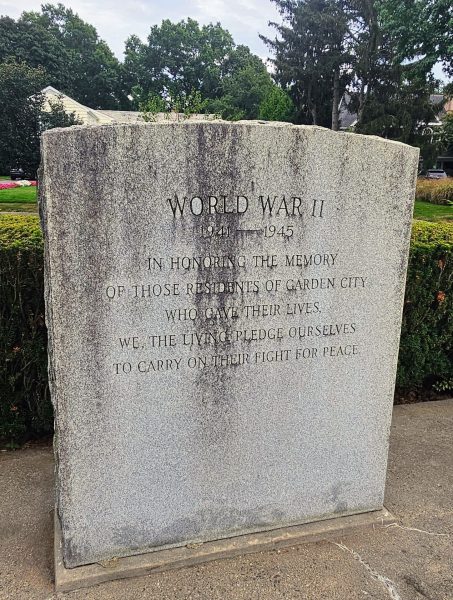 WORLD WAR II
1941 — 1945
IN HONORING THE MEMORY
OF THOSE RESIDENTS OF GARDEN CITY
WHO GAVE THEIR LIVES,
WE, THE LIVING PLEDGE OURSELVES
TO CARRY ON THEIR FIGHT FOR PEACE